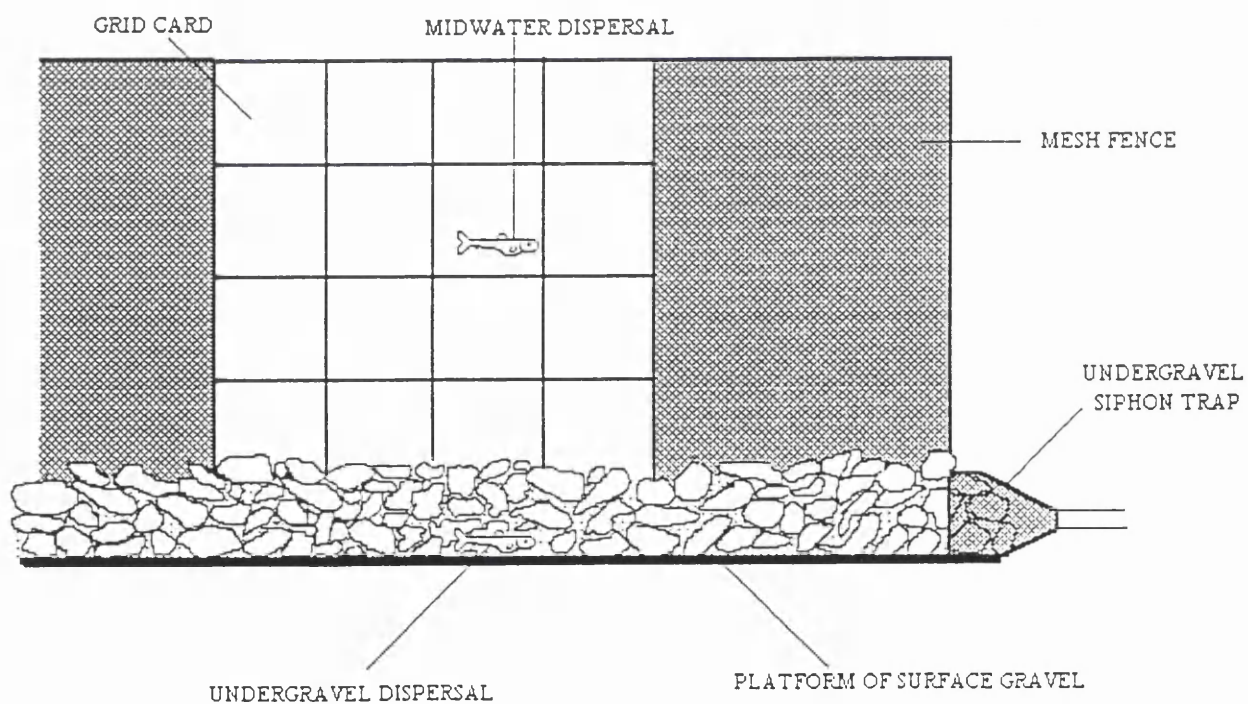 GRID CARD
MIDWATER DISPERSAL
MESH FENCE
UNDERGRAVEL
SIPHON TRAP
UNDERGRAVEL DISPERSAL
PLATFORM OF SURFACE GRAVEL